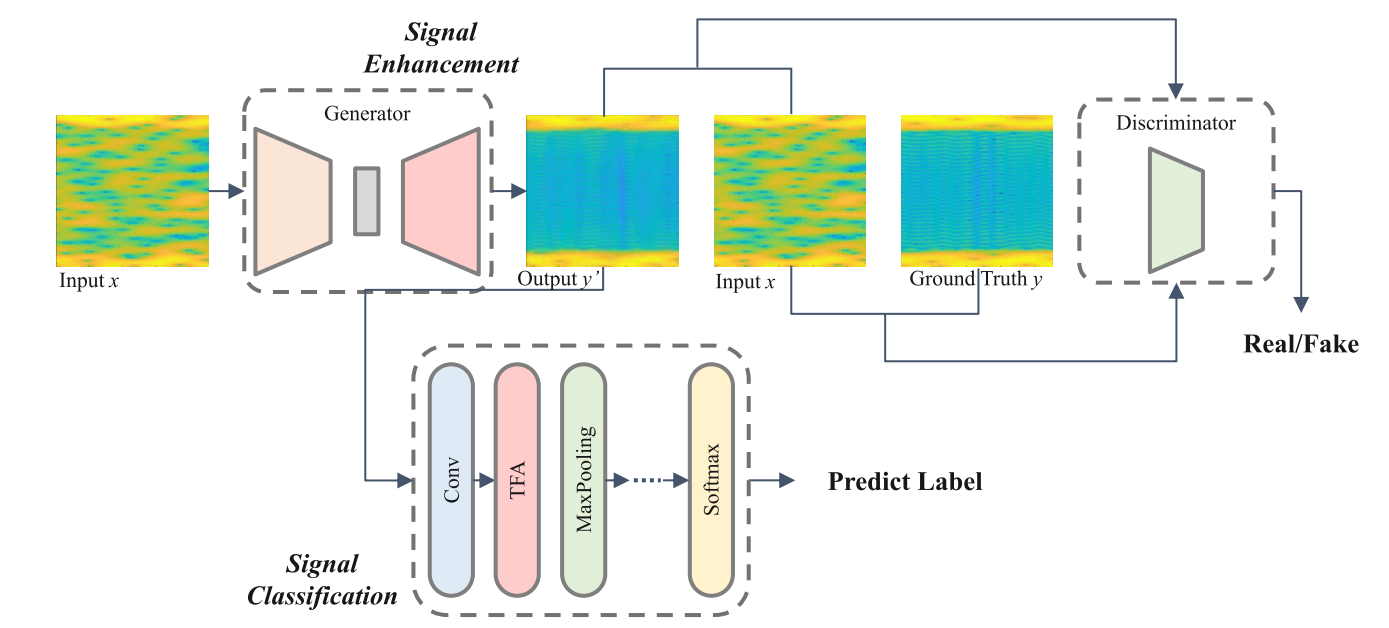 Signal
Enhancement
Generator
Discriminator
Input x
Output y’
Input x
Ground Truth y
Real/Fake
Conv
TFA
MaxPooling
Softmax
Predict Label
Signal
Classification